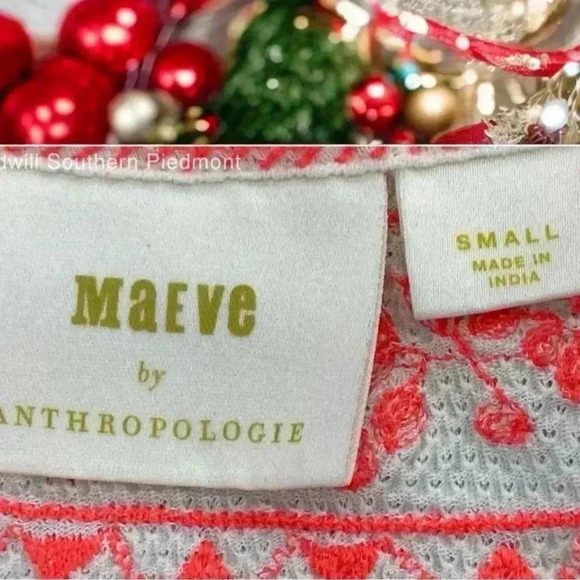 dwill Southern Piedmont
MaEve
by
ANTHROPOLOGIE
SMALL
MADE IN
INDIA